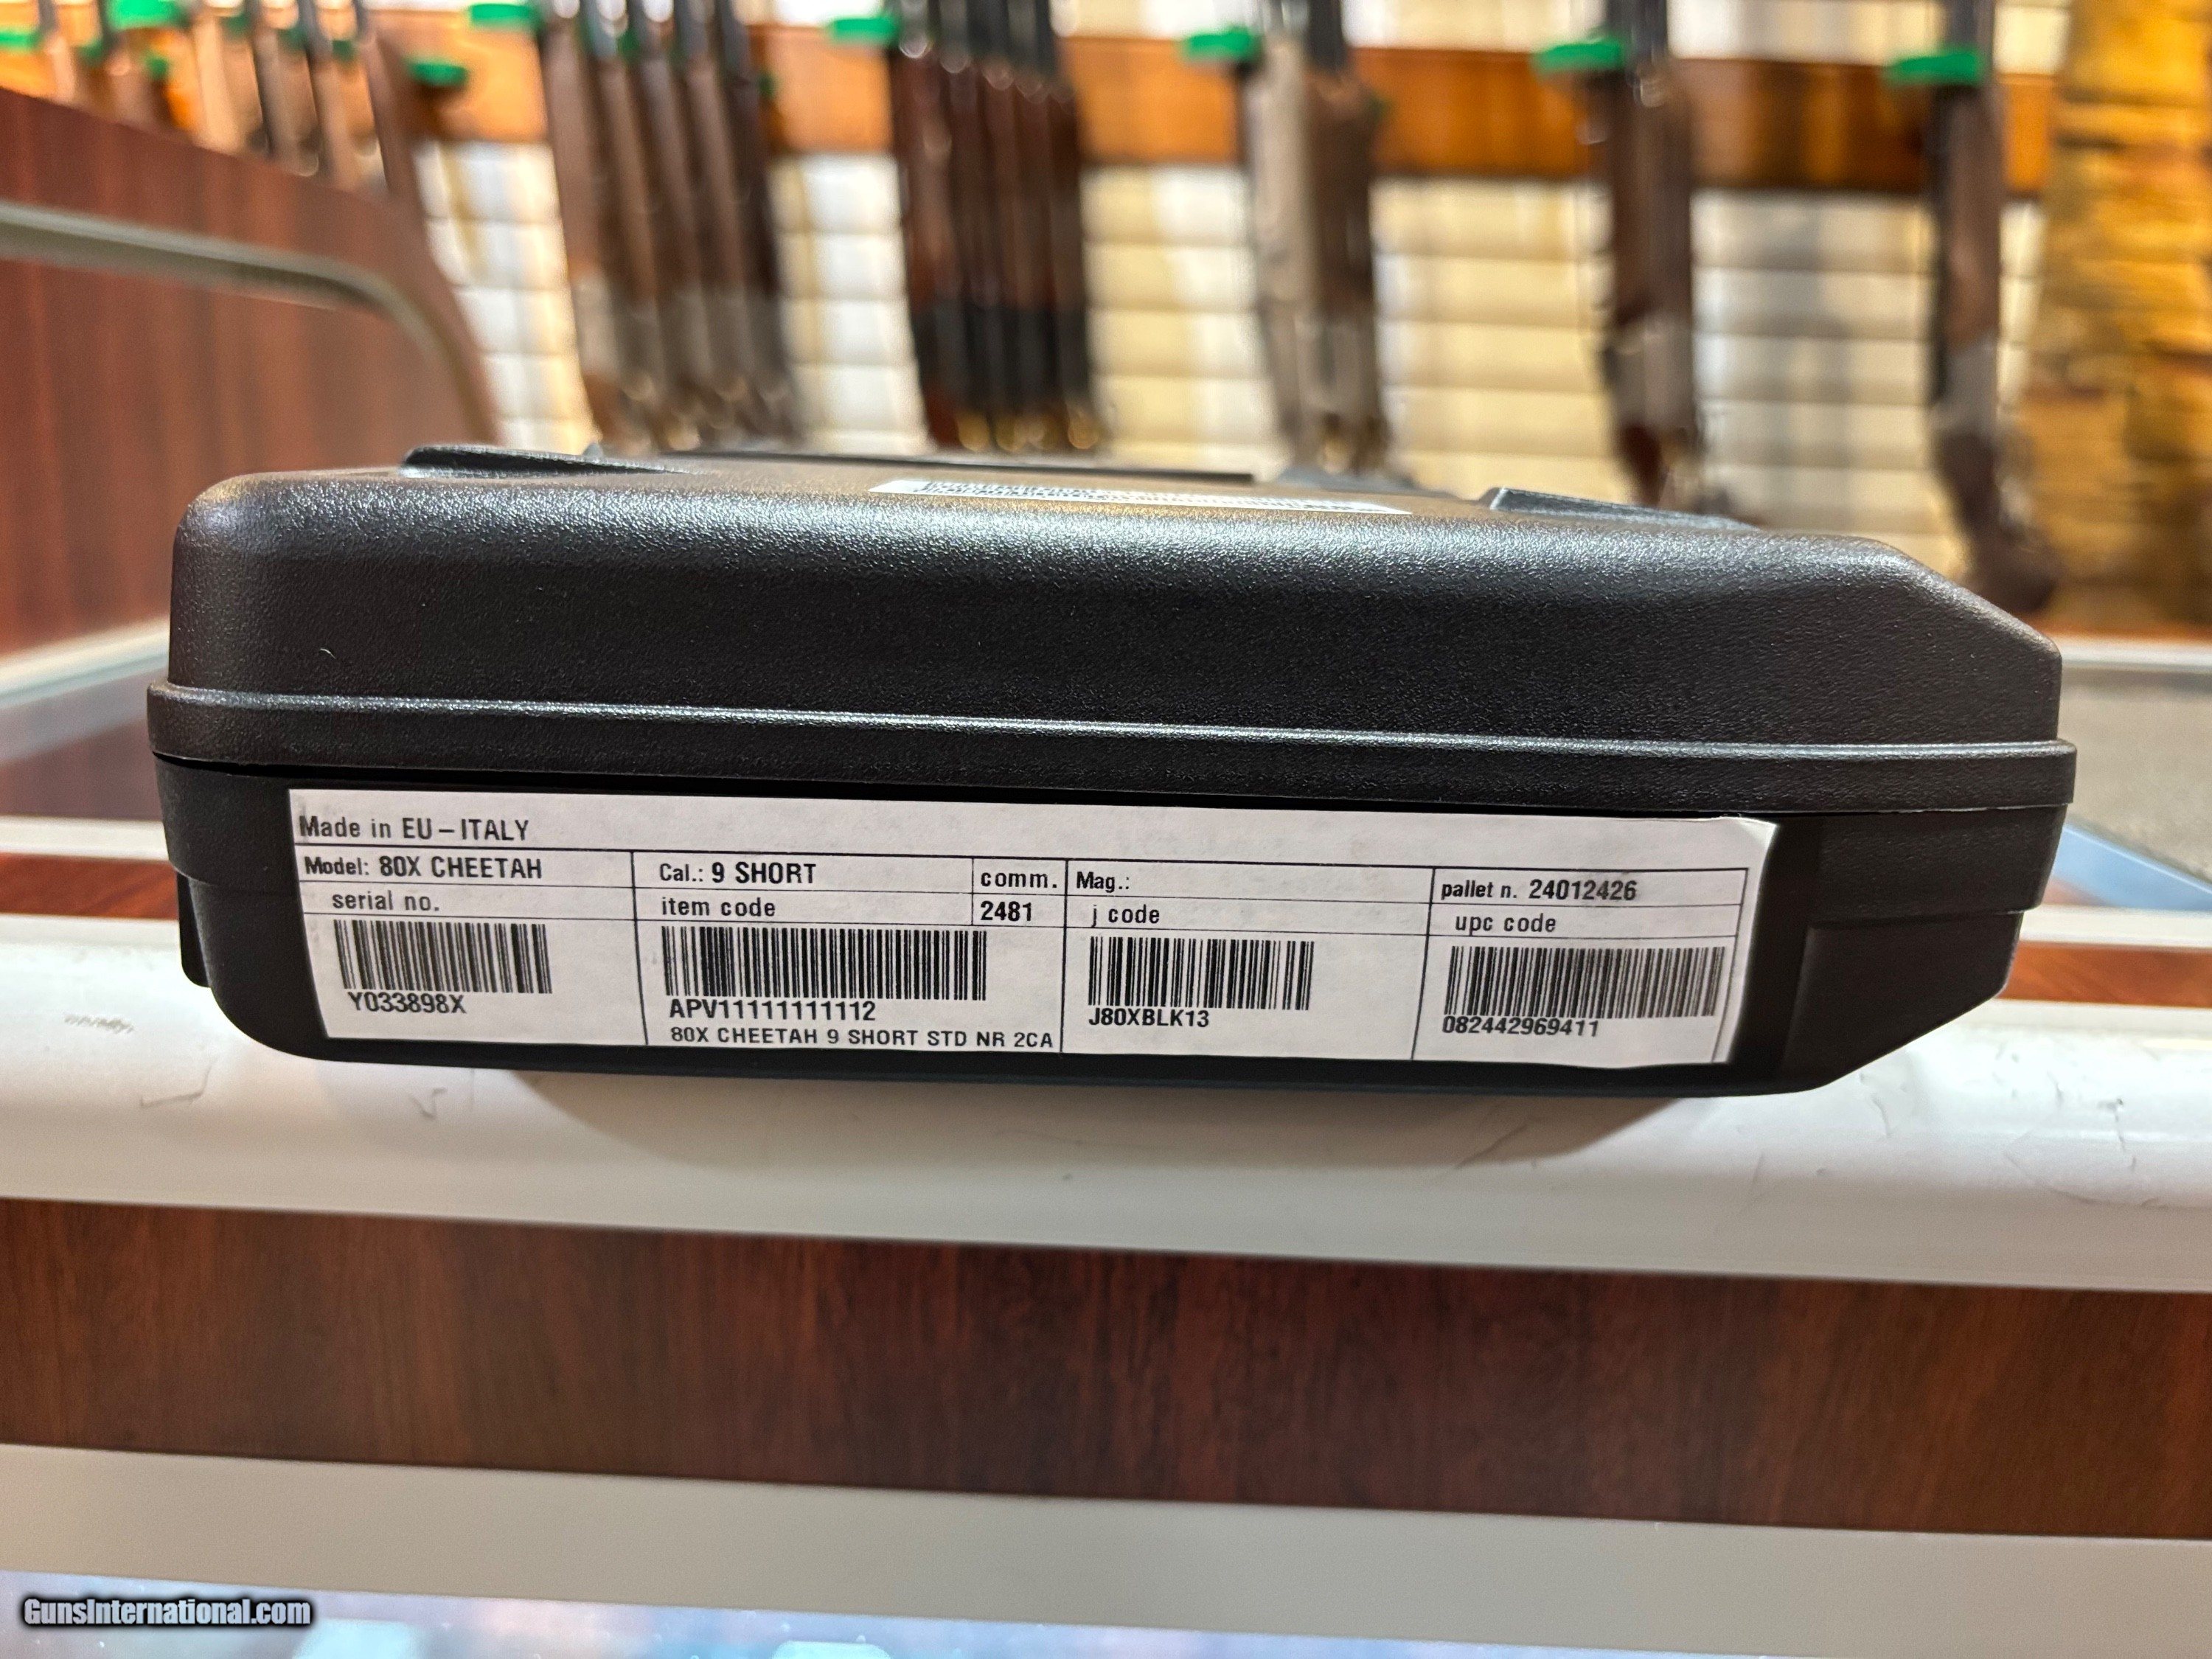 Made in EU – ITALY
Model: 80X CHEETAH
Cal.: 9 SHORT
comm.
Mag.:
pallet n. 24012426
serial no.
item code
2481
j code
upc code
Y033898X
APV11111111112
J80XBLK13
082442969411
80X CHEETAH 9 SHORT STD NR 2CA
GunsInternational.com